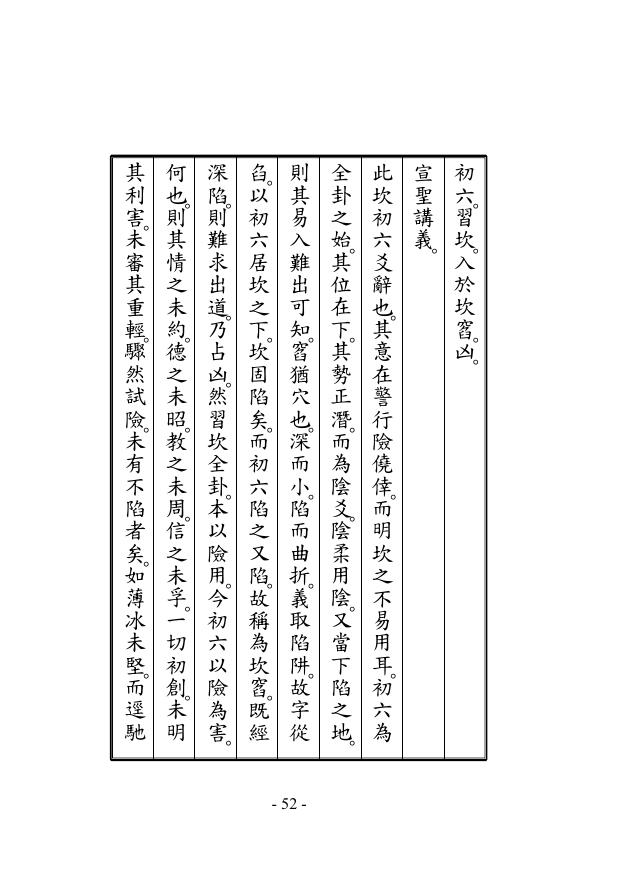 初六。習坎。入於坎窞。凶。
宣聖講義。
此坎初六爻辭也。其意在警行險僥倖。而明坎之不易用耳。初六為
全卦之始。其位在下。其勢正潛。而為陰爻。陰柔用陰。又當下陷之地。
則其易入難出可知。窞猶穴也。深而小。陷而曲折。義取陷阱。故字從
臽。以初六居坎之下。坎固陷矣。而初六陷之又陷。故稱為坎窞。既經
深陷。則難求出道。乃占凶。然習坎全卦。本以險用。今初六以險為害。
何也。則其情之未約。德之未昭。教之未周。信之未孚。一切初創。未明
其利害。未審其重輕。驟然試險。未有不陷者矣。如薄冰未堅。而逕馳
- 52 -